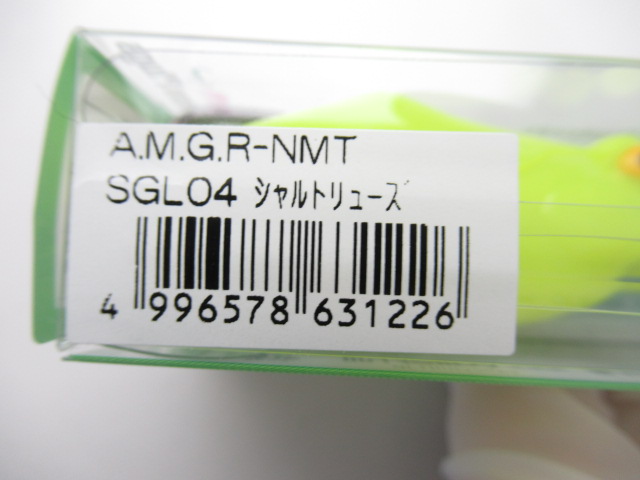 A.M.G.R-NMT
SGL04 ｼｬﾙﾄﾘｭｰｽﾞ
4 996578 631226